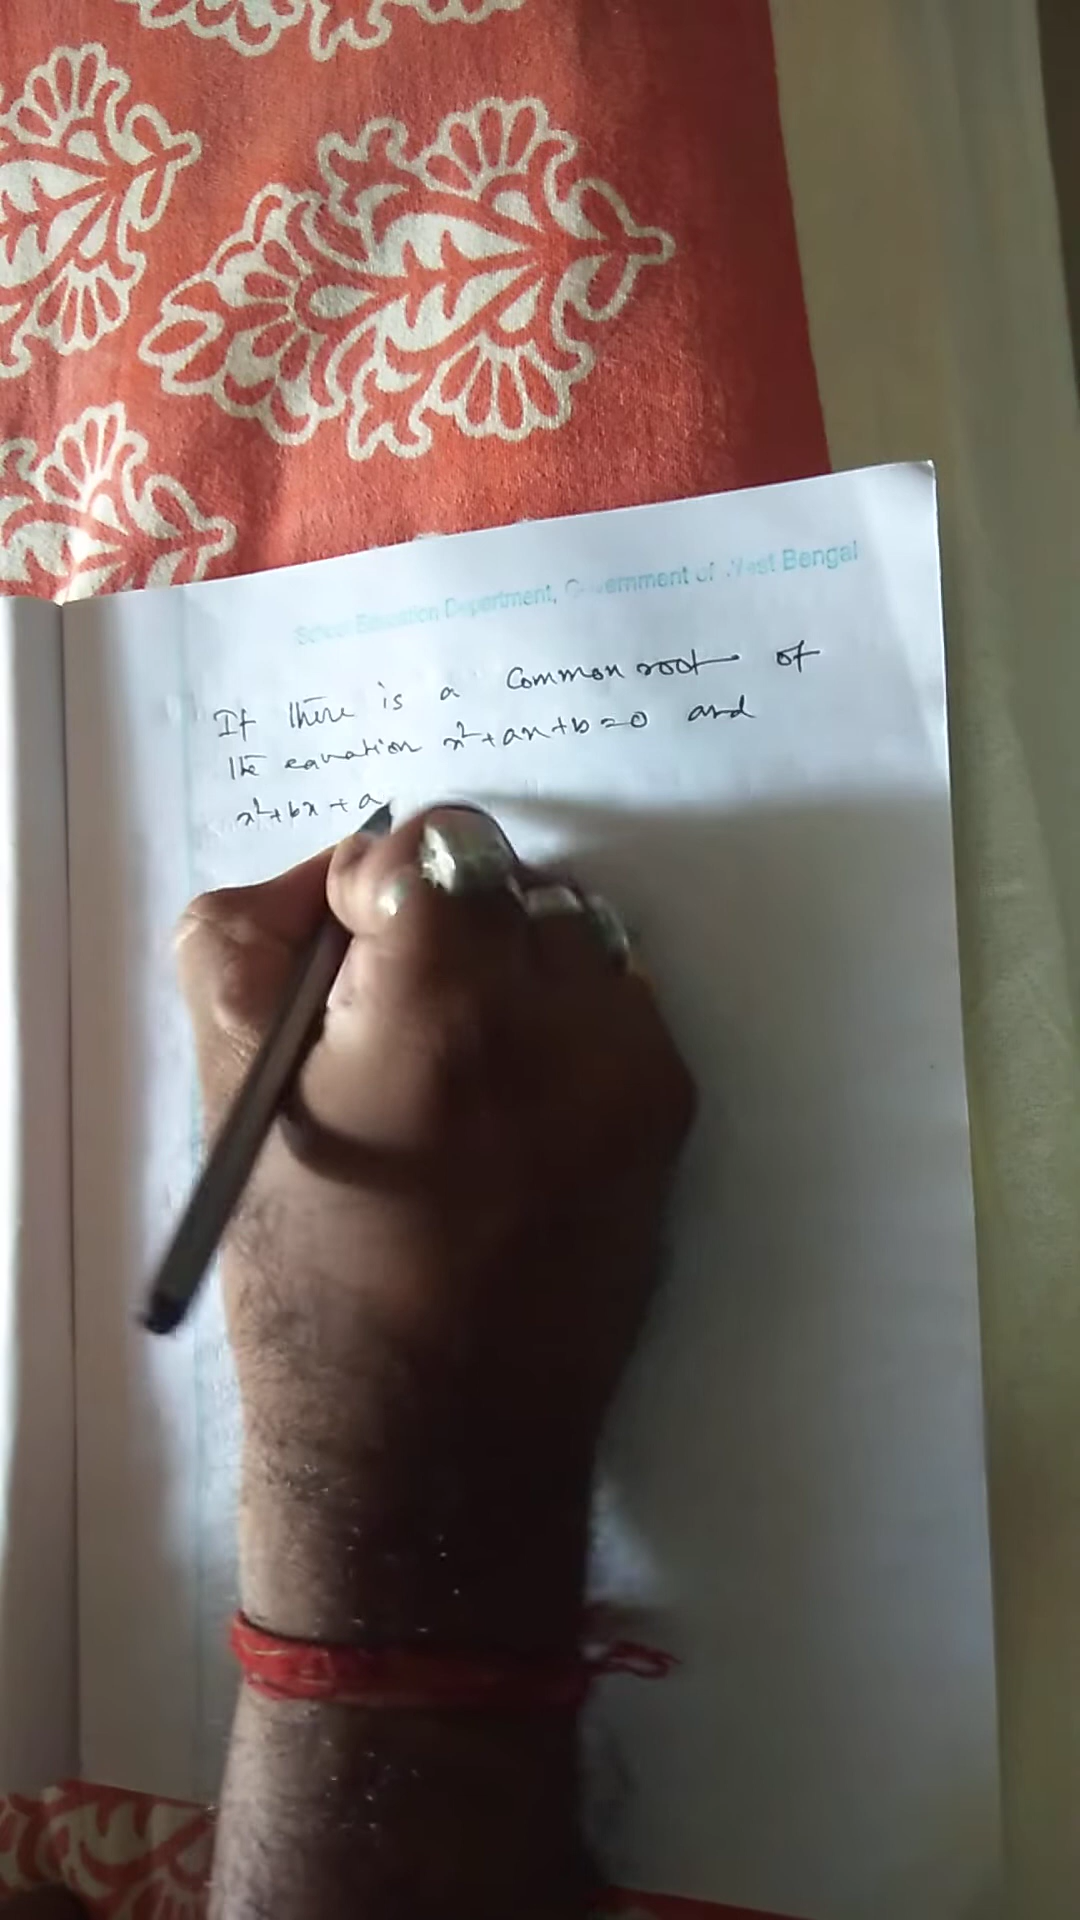 School Education Department, Government of West Bengal
If there is a common root of
the equation x²+ax+b=0 and
x²+bx+a